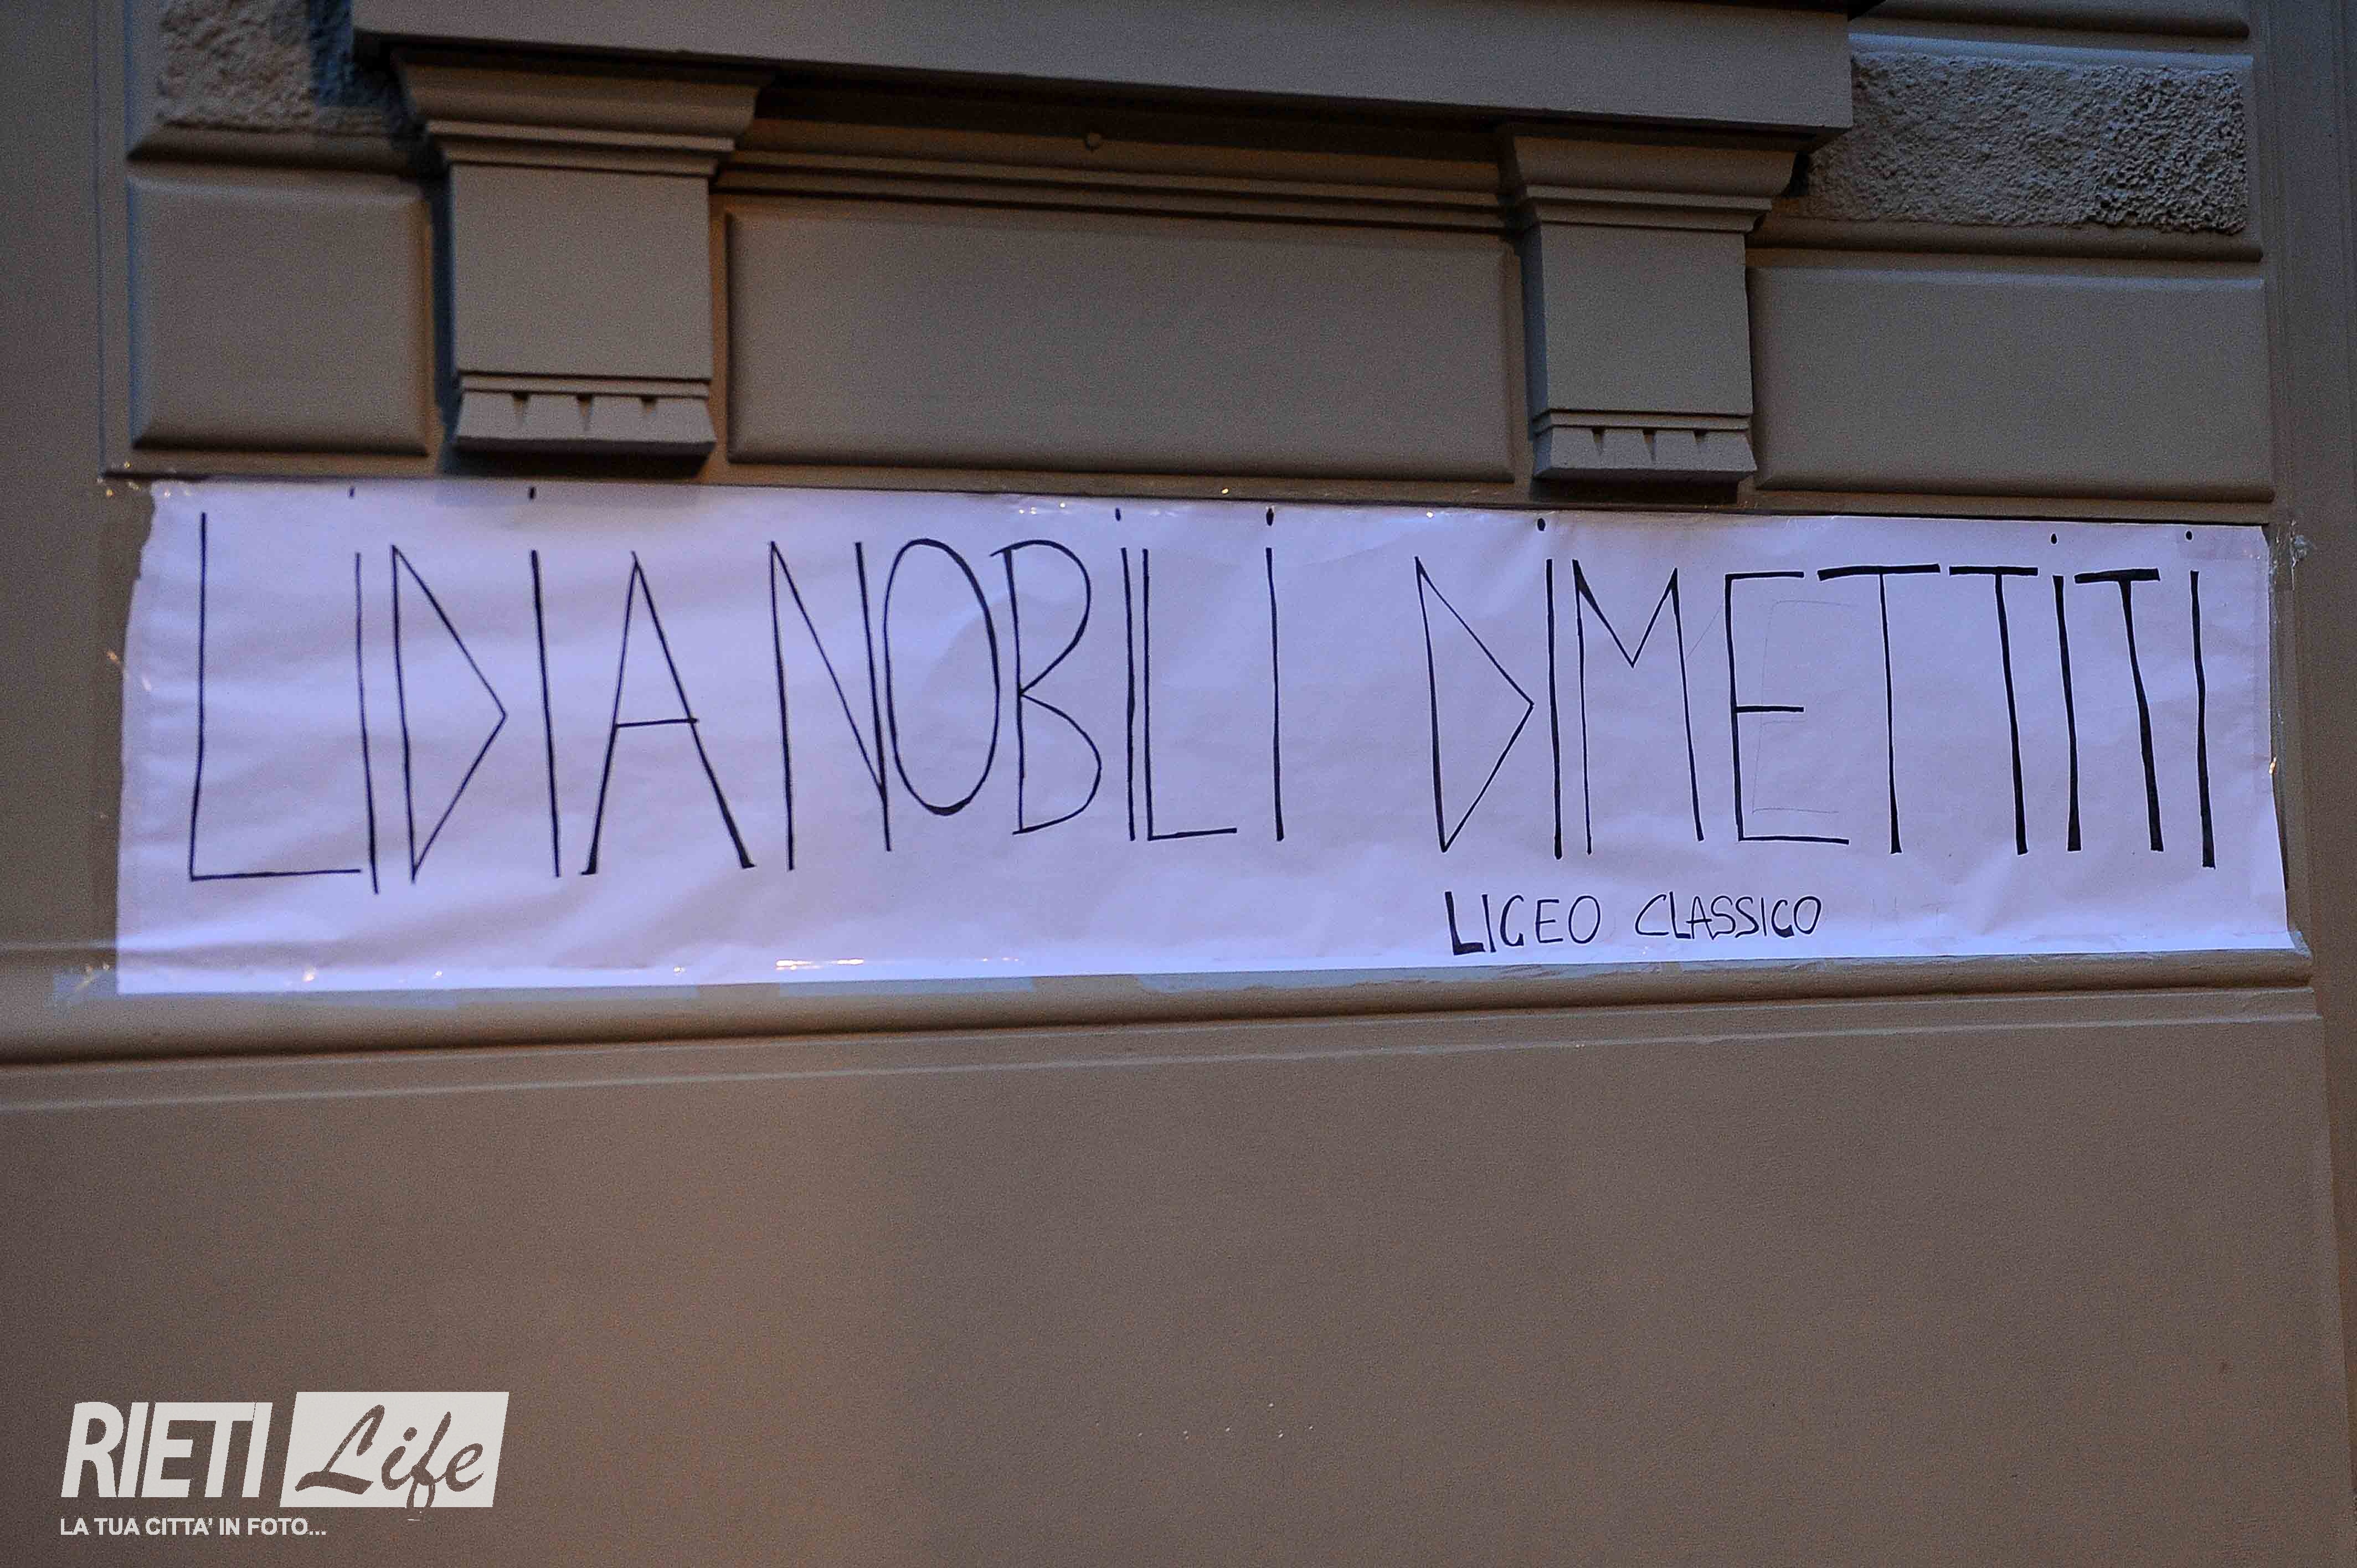 LIDIA NOBILI DIMETTITI
LICEO CLASSICO
RIETI Life
LA TUA CITTA' IN FOTO...